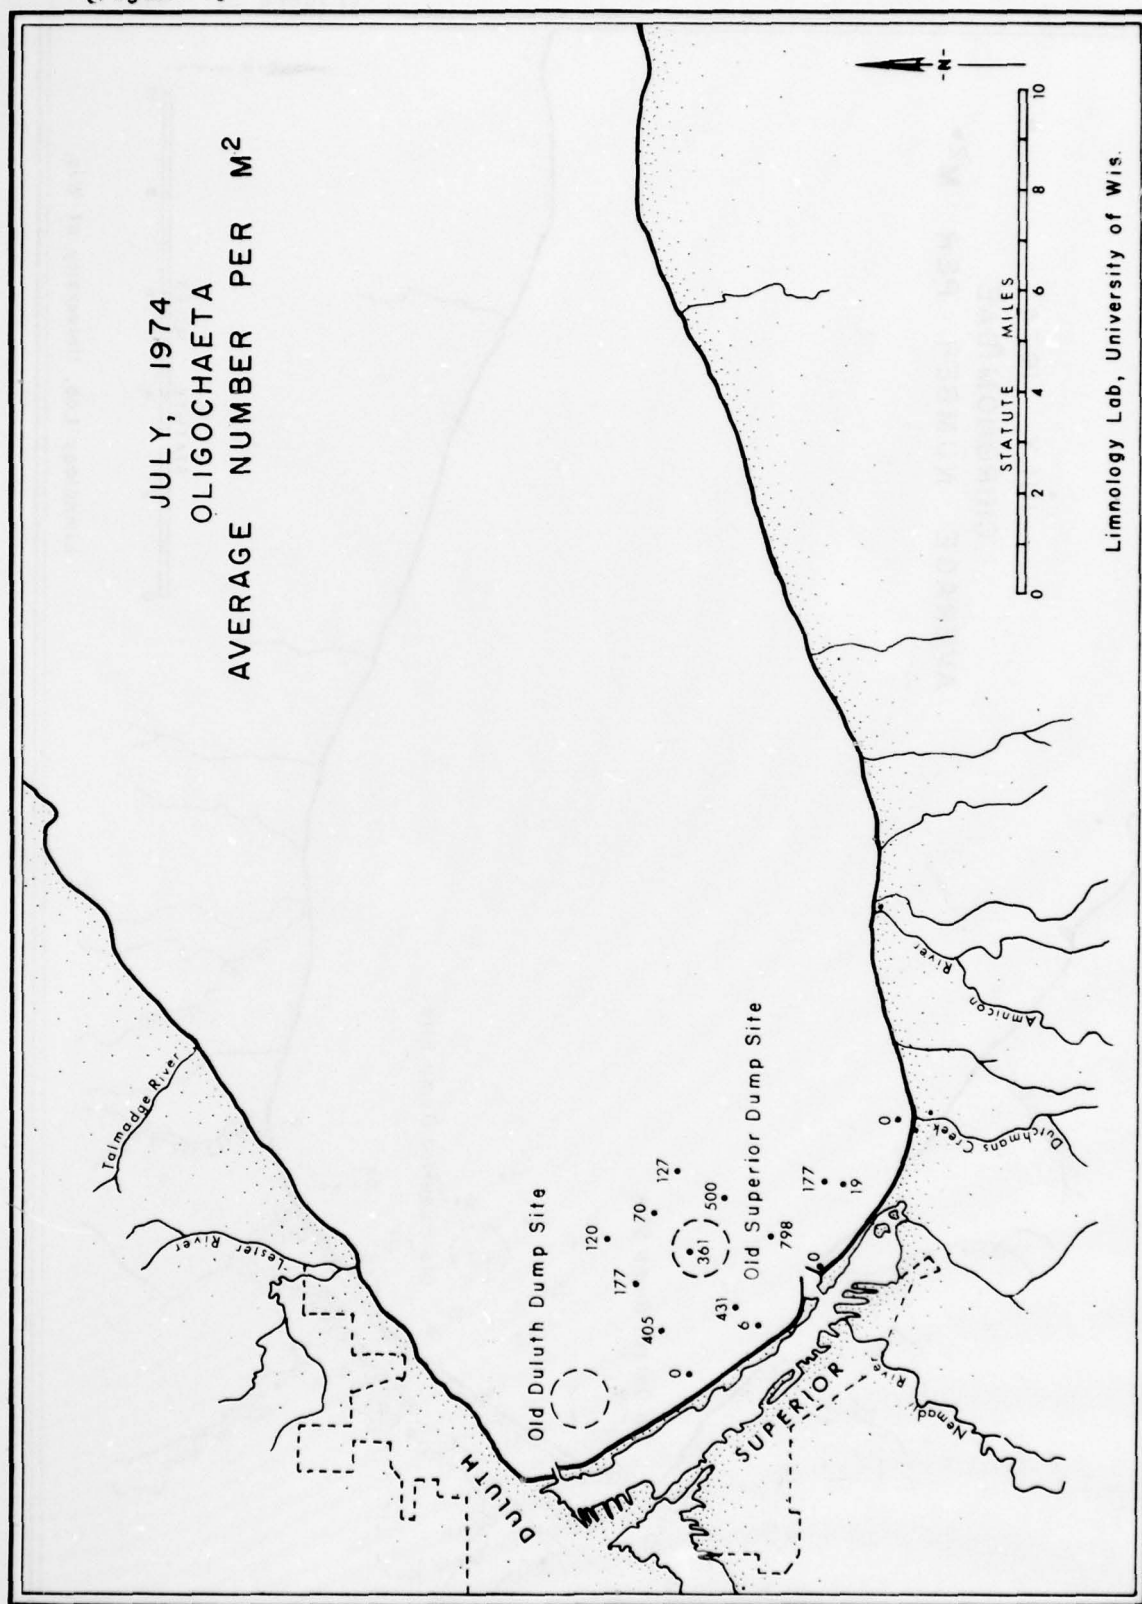 JULY, 1974
OLIGOCHAETA
AVERAGE NUMBER PER M²
-N-
Talmadge River
Lester River
DULUTH
Old Duluth Dump Site
120
177
70
127
405
0
361
500
431
6
Old Superior Dump Site
798
177
19
0
0
SUPERIOR
Nemadji River
Dutchmans Creek
Amnicon River
STATUTE MILES
0 2 4 6 8 10
Limnology Lab, University of Wis.